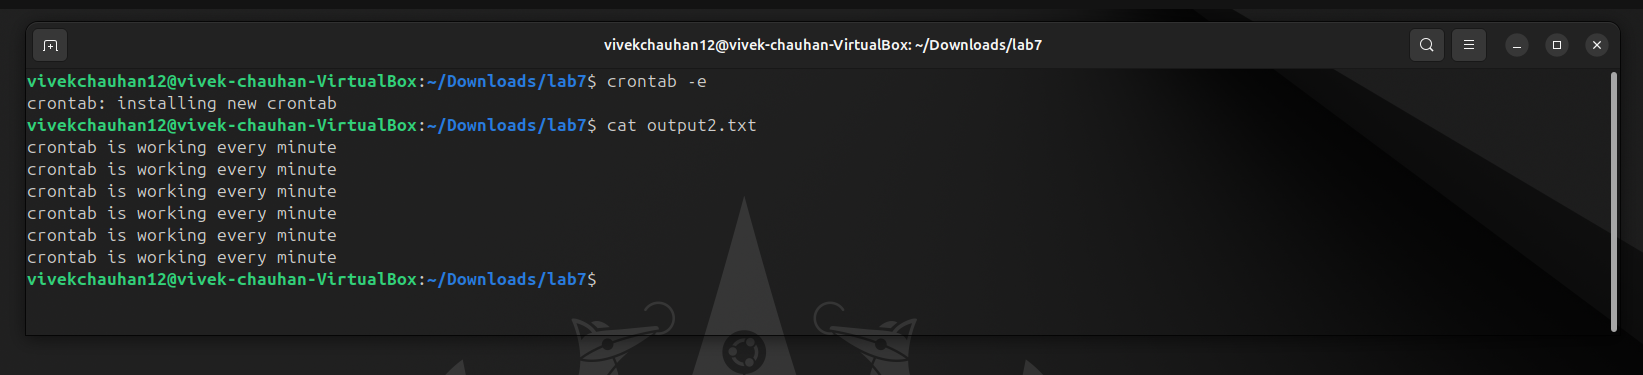 vivekchauhan12@vivek-chauhan-VirtualBox: ~/Downloads/lab7
vivekchauhan12@vivek-chauhan-VirtualBox:~/Downloads/lab7$ crontab -e
crontab: installing new crontab
vivekchauhan12@vivek-chauhan-VirtualBox:~/Downloads/lab7$ cat output2.txt
crontab is working every minute
crontab is working every minute
crontab is working every minute
crontab is working every minute
crontab is working every minute
crontab is working every minute
vivekchauhan12@vivek-chauhan-VirtualBox:~/Downloads/lab7$